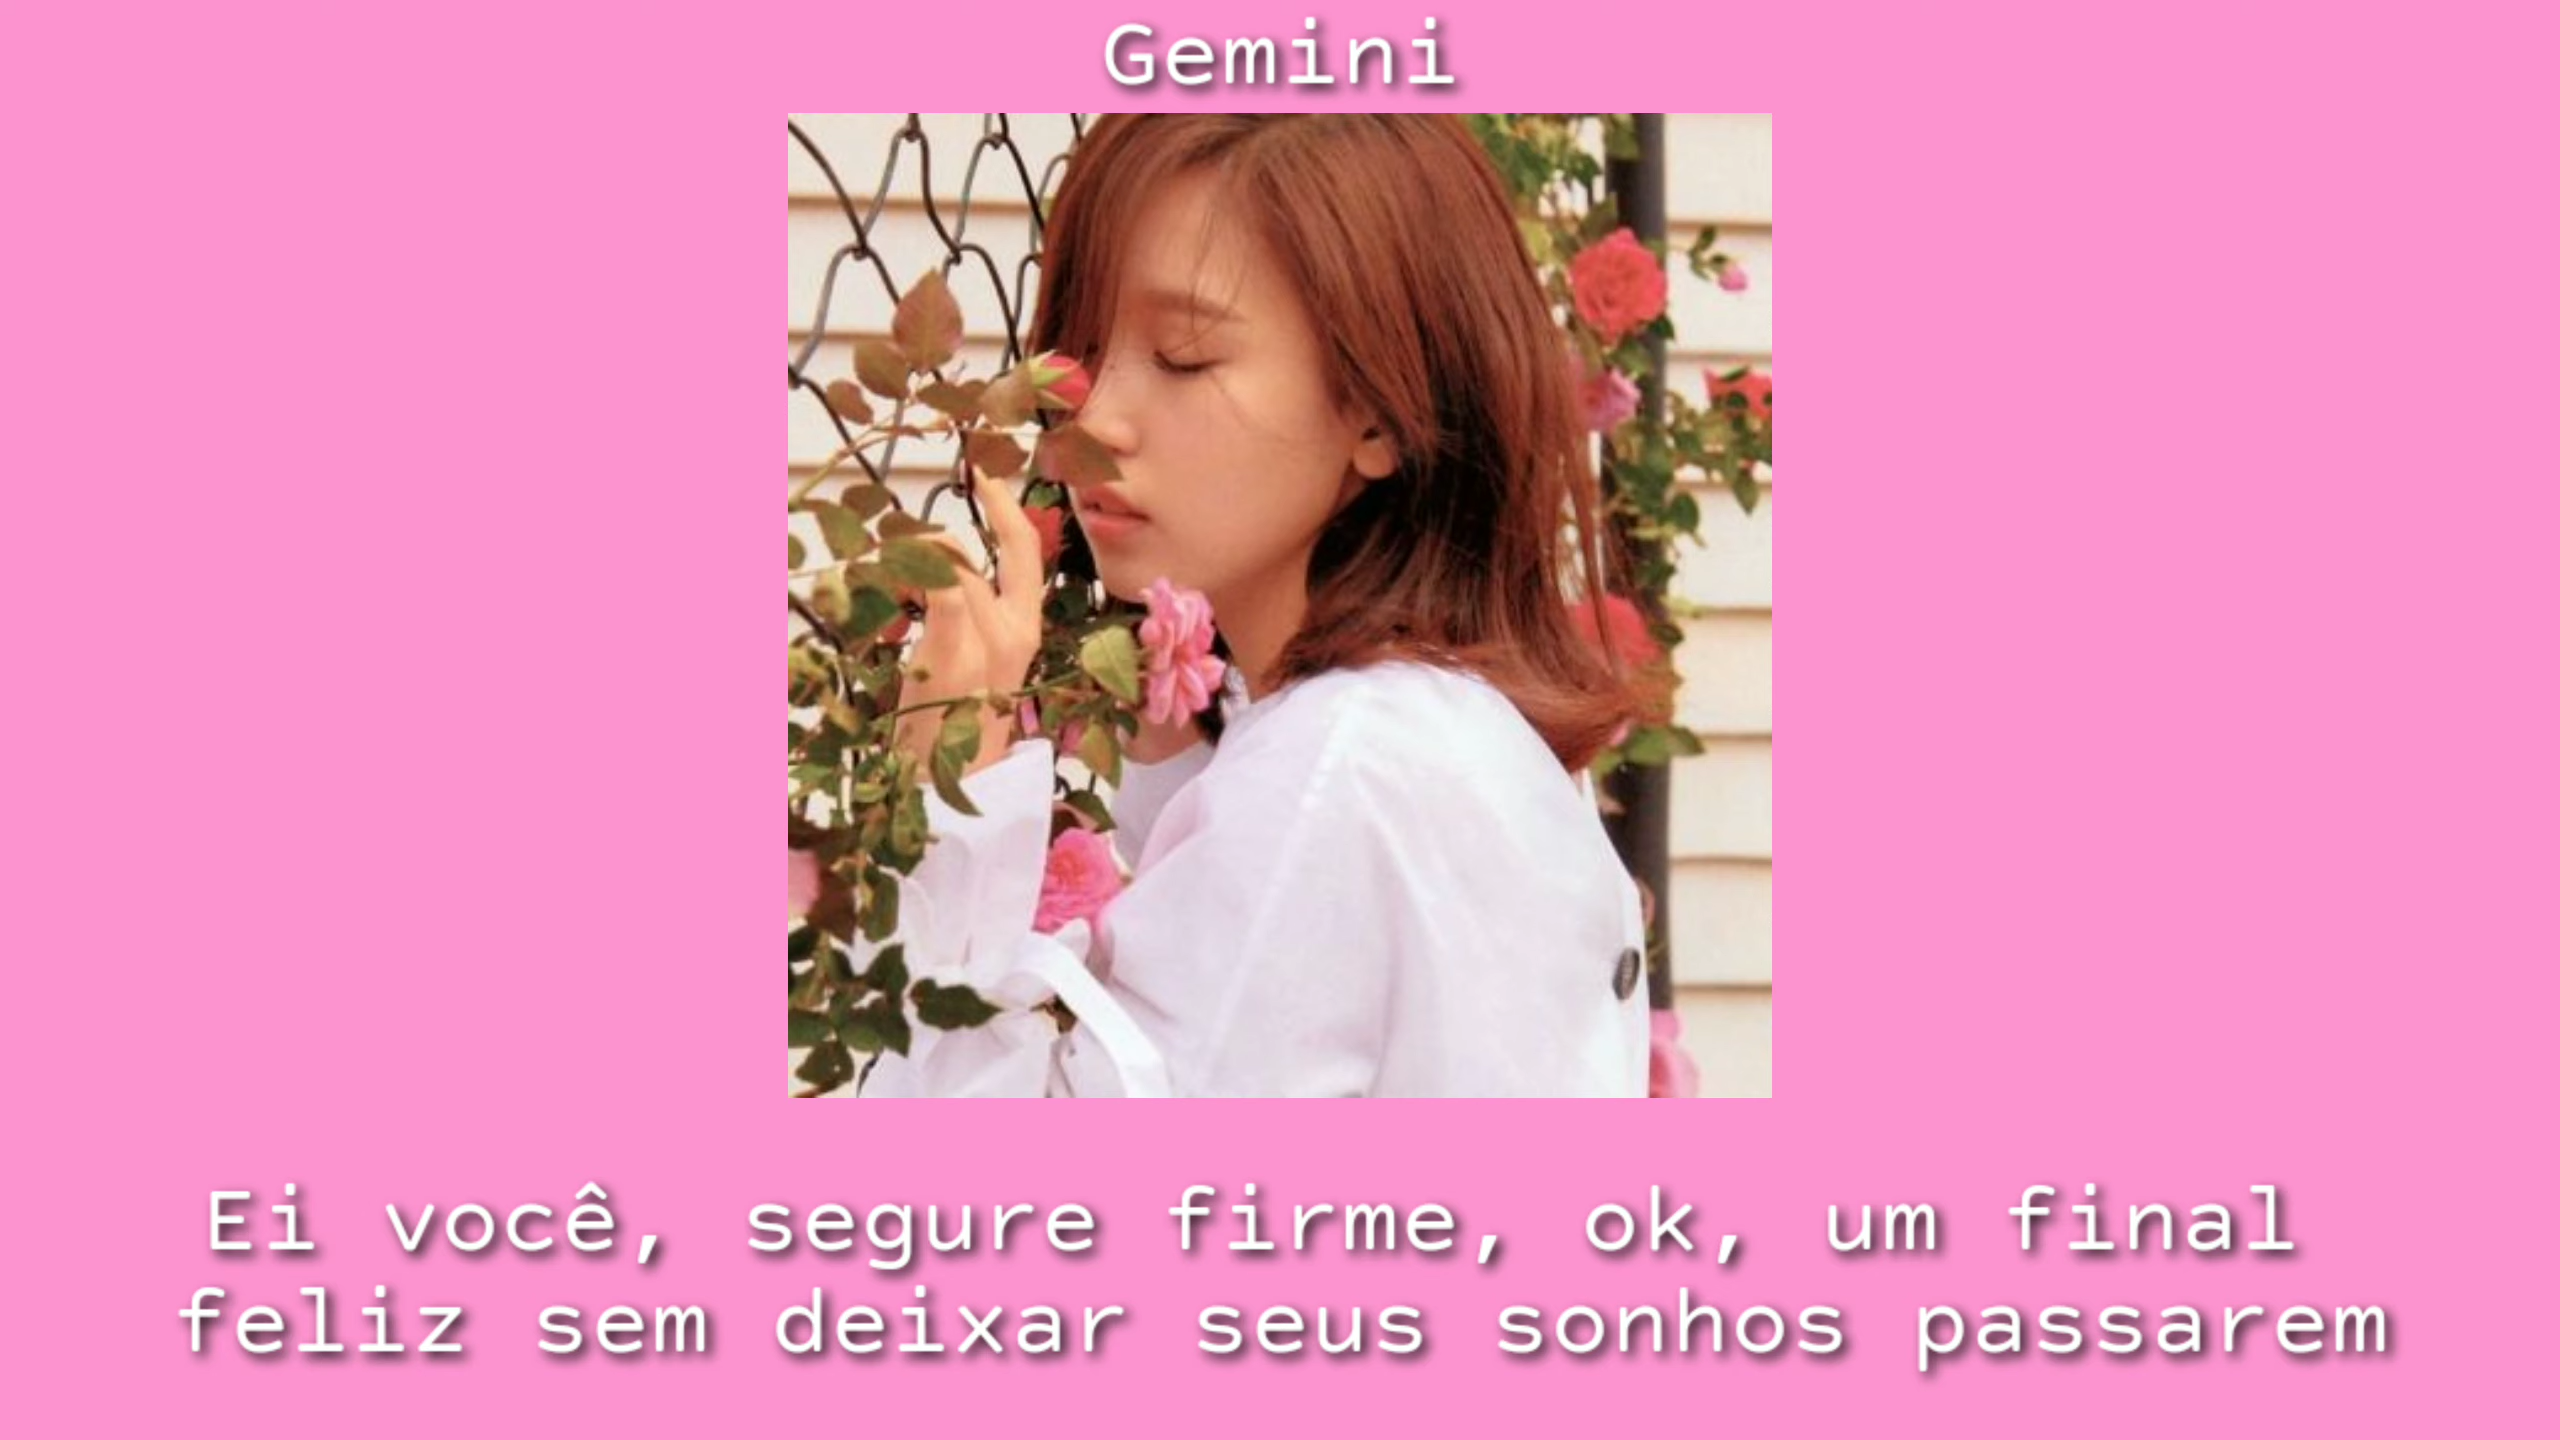 Gemini
Ei você, segure firme, ok, um final
feliz sem deixar seus sonhos passarem